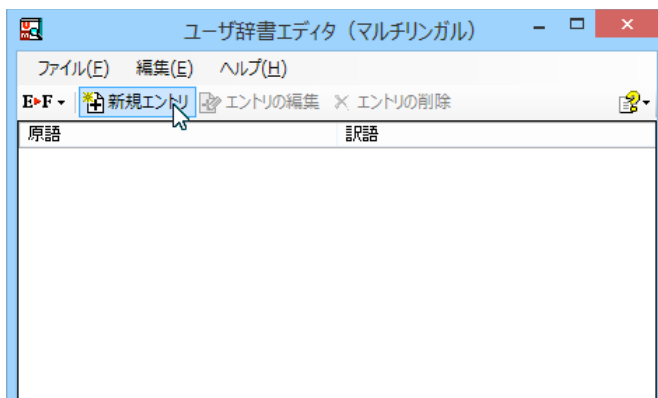 ユーザ辞書エディタ（マルチリンガル）
ファイル(F) 編集(E) ヘルプ(H)
E▸F 新規エントリ エントリの編集 エントリの削除
原語 訳語